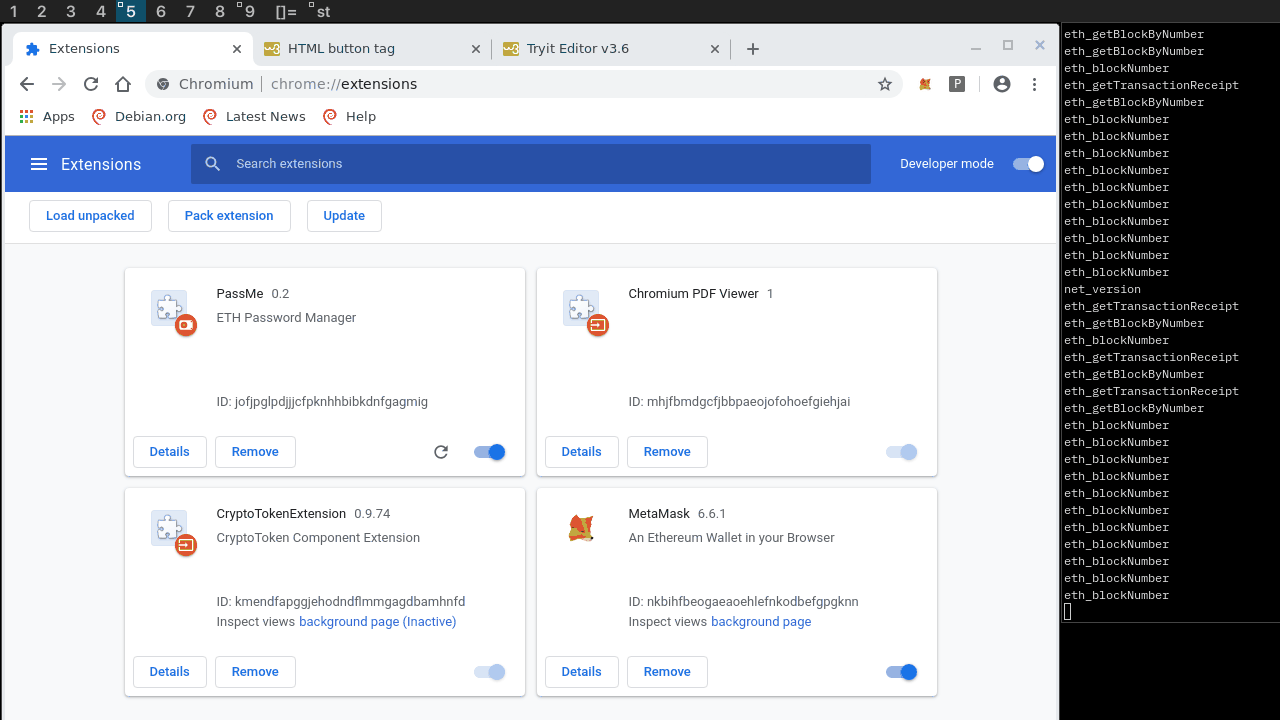 1 2 3 4 5 6 7 8 9 []= st
Extensions
HTML button tag
Tryit Editor v3.6
Chromium | chrome://extensions
P
Apps Debian.org Latest News Help
Extensions
Search extensions
Developer mode
Load unpacked
Pack extension
Update
PassMe 0.2
ETH Password Manager
ID: jofjpglpdjjjcfpknhhbibkdnfgagmig
Details Remove
Chromium PDF Viewer 1
ID: mhjfbmdgcfjbbpaeojofohoefgiehjai
Details Remove
CryptoTokenExtension 0.9.74
CryptoToken Component Extension
ID: kmendfapggjehodndflmmgagdbamhnfd
Inspect views background page (Inactive)
Details Remove
MetaMask 6.6.1
An Ethereum Wallet in your Browser
ID: nkbihfbeogaeaoehlefnkodbefgpgknn
Inspect views background page
Details Remove
eth_getBlockByNumber
eth_getBlockByNumber
eth_blockNumber
eth_getTransactionReceipt
eth_getBlockByNumber
eth_blockNumber
eth_blockNumber
eth_blockNumber
eth_blockNumber
eth_blockNumber
eth_blockNumber
eth_blockNumber
eth_blockNumber
eth_blockNumber
eth_blockNumber
net_version
eth_getTransactionReceipt
eth_getBlockByNumber
eth_blockNumber
eth_getTransactionReceipt
eth_getBlockByNumber
eth_getTransactionReceipt
eth_getBlockByNumber
eth_blockNumber
eth_blockNumber
eth_blockNumber
eth_blockNumber
eth_blockNumber
eth_blockNumber
eth_blockNumber
eth_blockNumber
eth_blockNumber
eth_blockNumber
eth_blockNumber